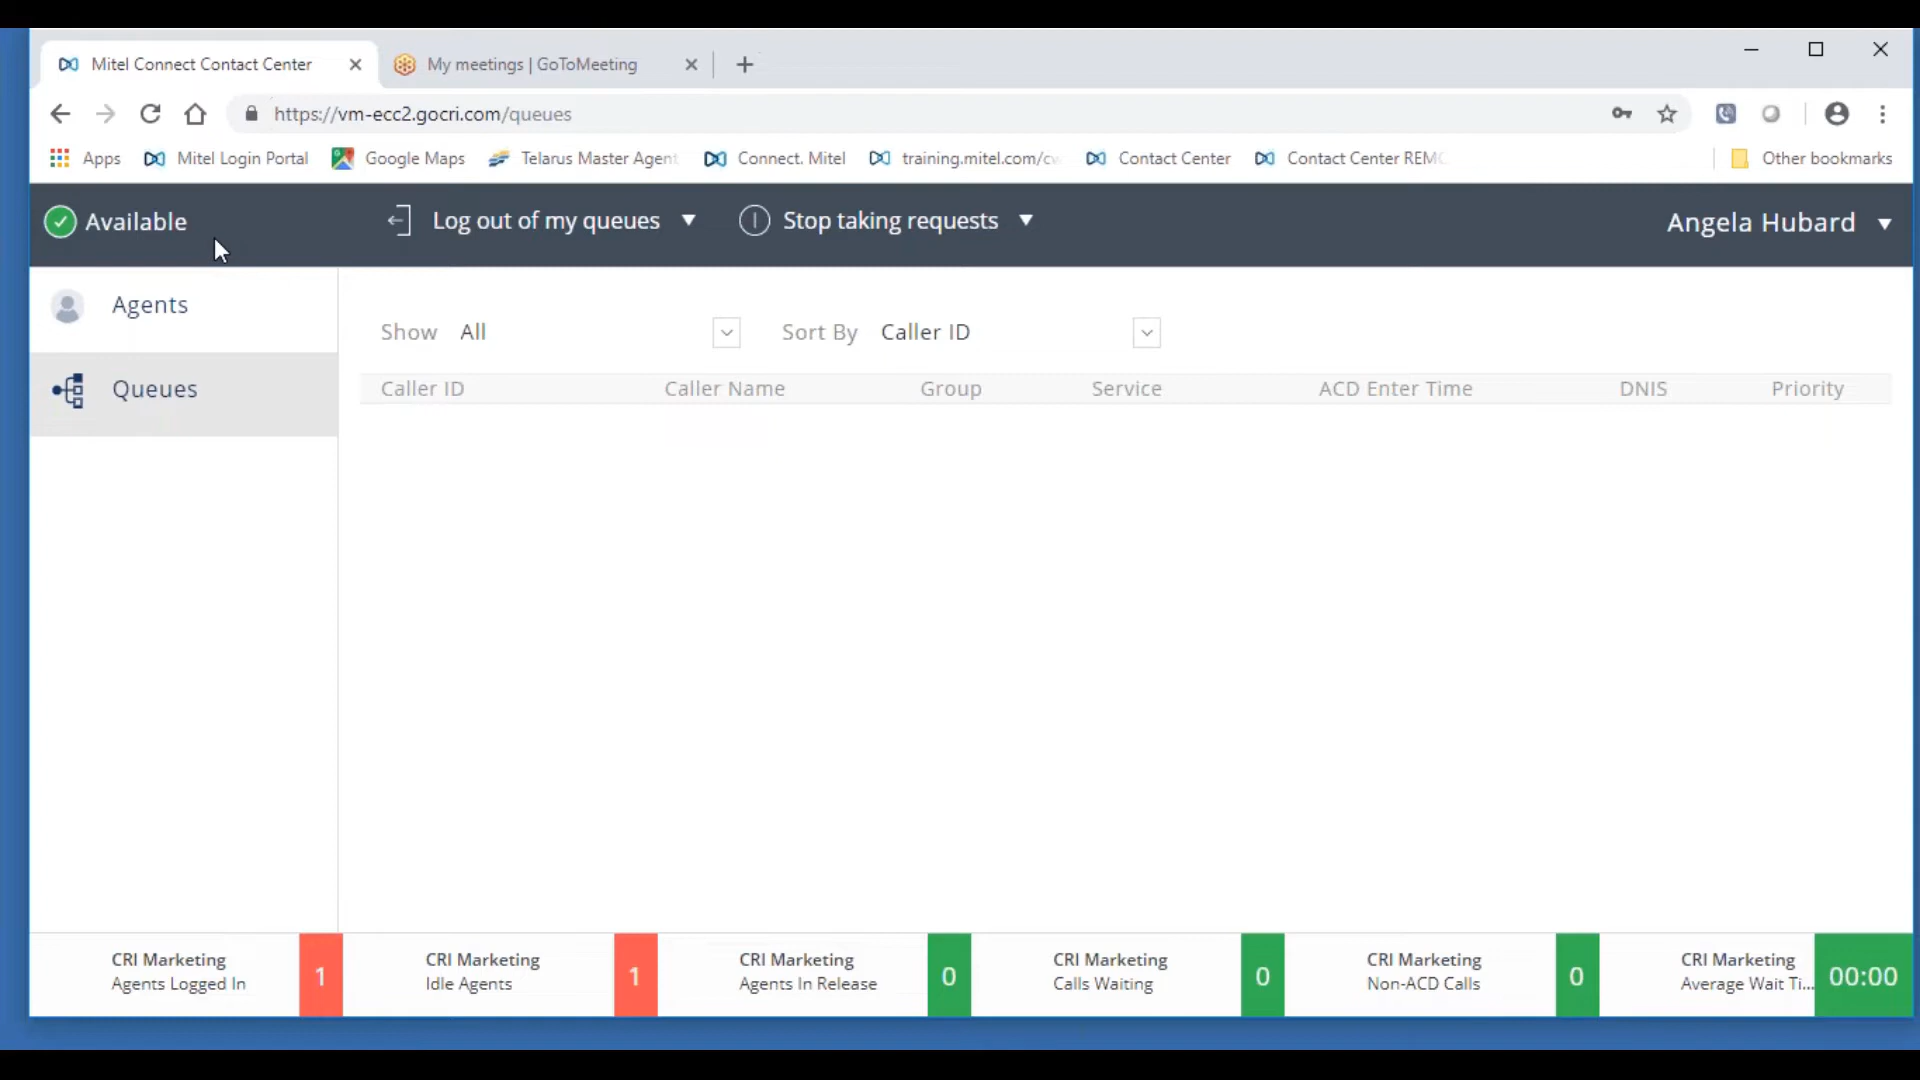 Mitel Connect Contact Center
My meetings | GoToMeeting
https://vm-ecc2.gocri.com/queues
Apps Mitel Login Portal Google Maps Telarus Master Agent Connect. Mitel training.mitel.com/c Contact Center Contact Center REM Other bookmarks
Available Log out of my queues Stop taking requests Angela Hubard
Agents
Queues
Show All Sort By Caller ID
Caller ID Caller Name Group Service ACD Enter Time DNIS Priority
CRI Marketing
Agents Logged In
1
CRI Marketing
Idle Agents
1
CRI Marketing
Agents In Release
0
CRI Marketing
Calls Waiting
0
CRI Marketing
Non-ACD Calls
0
CRI Marketing
Average Wait Ti...
00:00